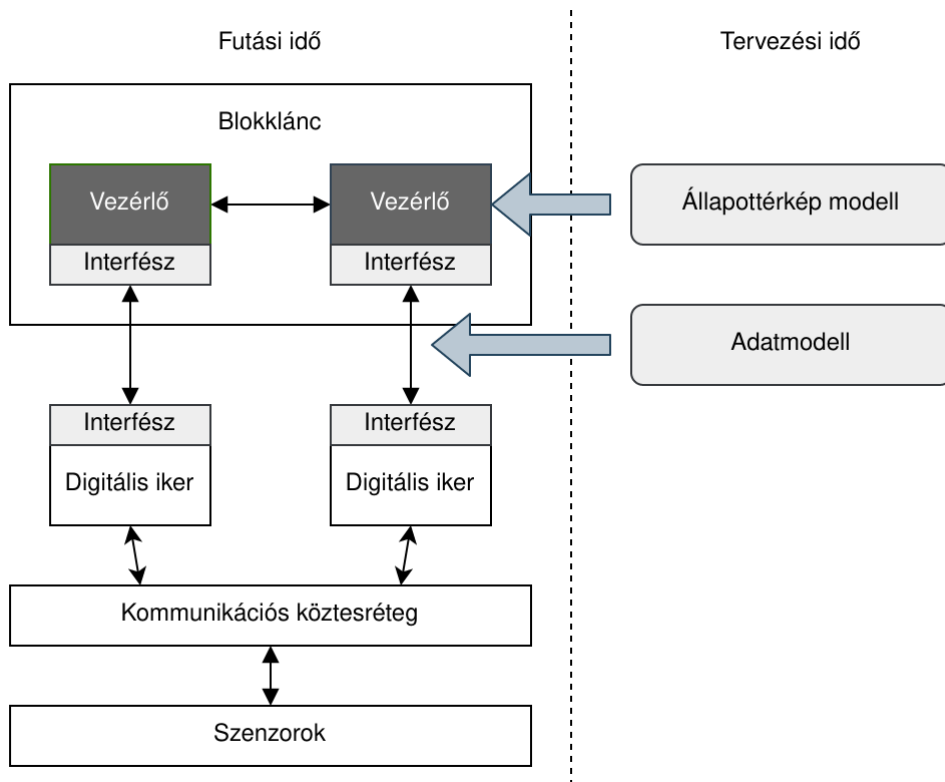 Futási idő
Tervezési idő
Blokklánc
Vezérlő
Vezérlő
Állapottérkép modell
Interfész
Interfész
Adatmodell
Interfész
Interfész
Digitális iker
Digitális iker
Kommunikációs köztesréteg
Szenzorok